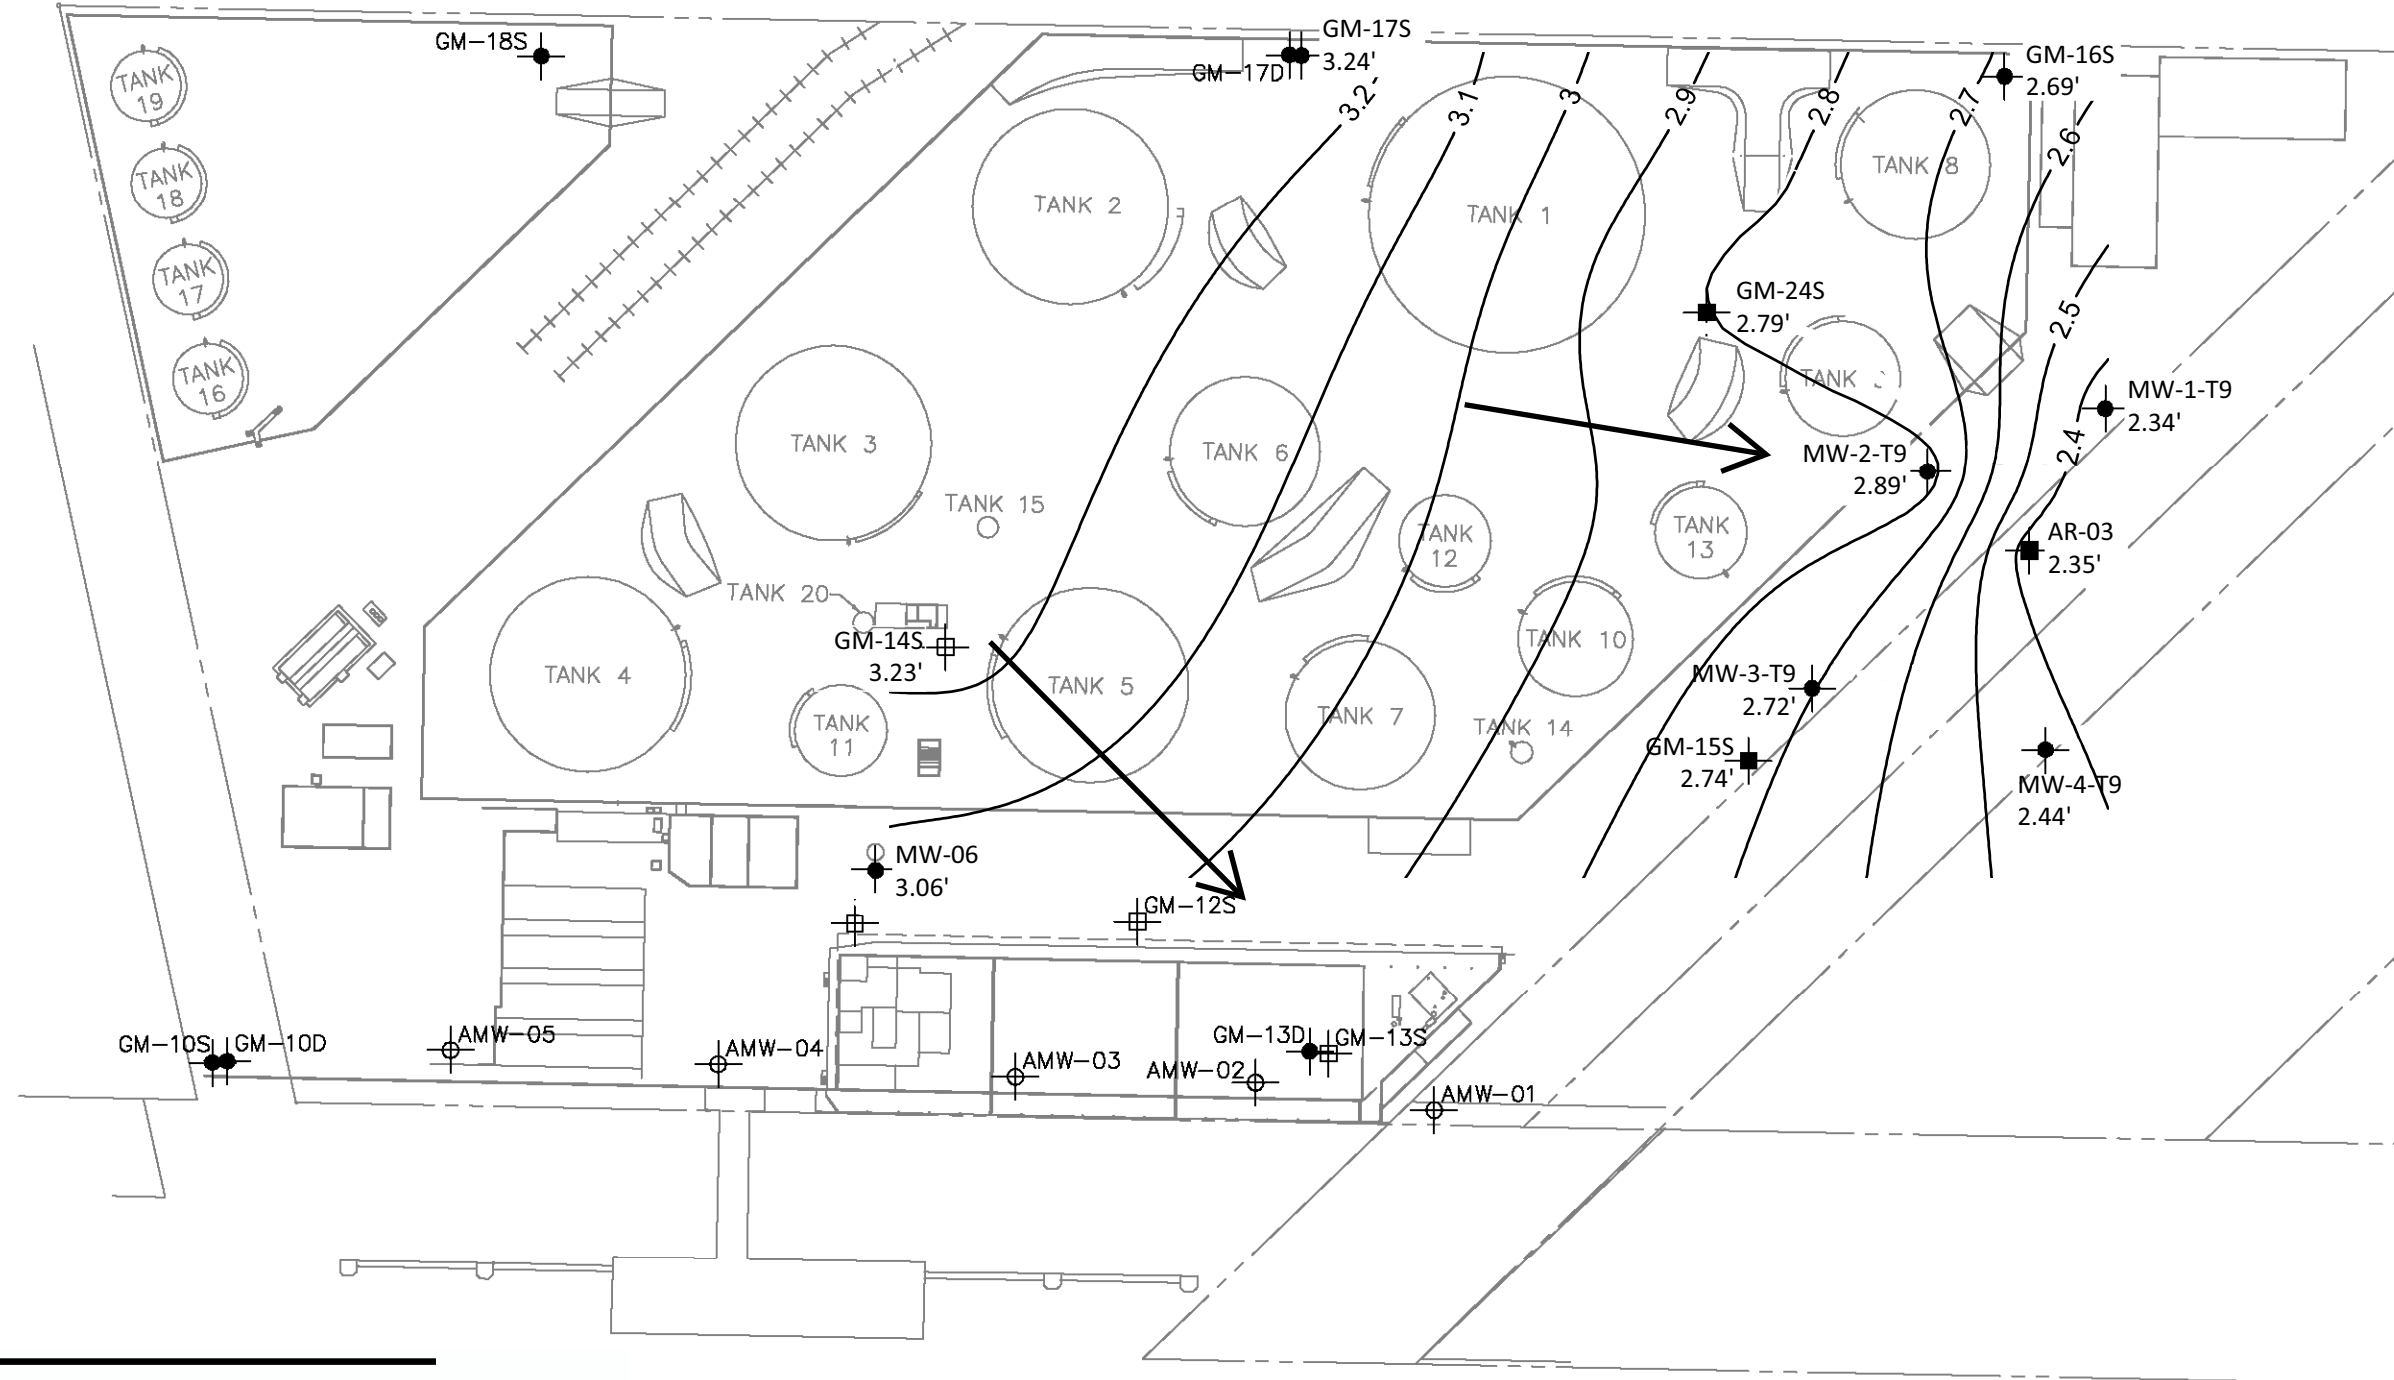 GM-18S
GM-17S
3.24'
GM-17D
GM-16S
2.69'
TANK
19
TANK
18
TANK
17
TANK
16
3.2
3.1
3
2.9
2.8
2.7
2.6
TANK 2
TANK 1
TANK 8
GM-24S
2.79'
2.5
MW-1-T9
2.34'
2.4
TANK 3
TANK 6
MW-2-T9
2.89'
TANK 15
TANK
12
TANK
13
AR-03
2.35'
TANK 20
GM-14S
3.23'
TANK 4
TANK 5
TANK
11
TANK 7
TANK 10
TANK 14
MW-3-T9
2.72'
GM-15S
2.74'
MW-4-T9
2.44'
MW-06
3.06'
GM-12S
GM-10S
GM-10D
AMW-05
AMW-04
AMW-03
AMW-02
GM-13D
GM-13S
AMW-01